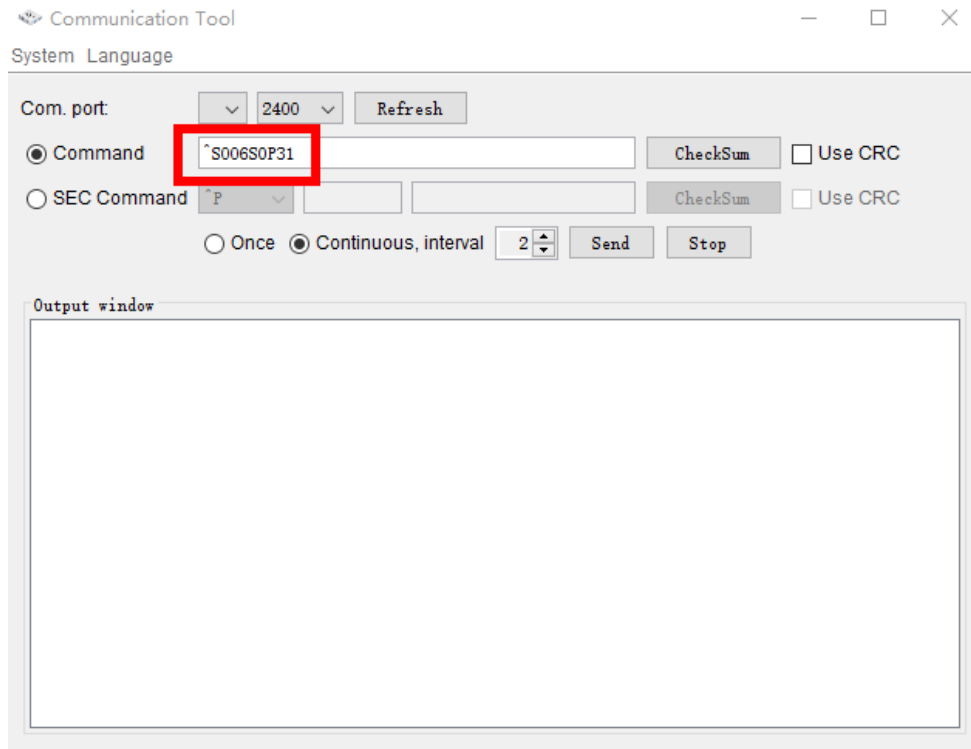 Communication Tool
System Language
Com. port: 2400 Refresh
Command ^S006S0P31 CheckSum Use CRC
SEC Command ^P CheckSum Use CRC
Once Continuous, interval 2 Send Stop
Output window